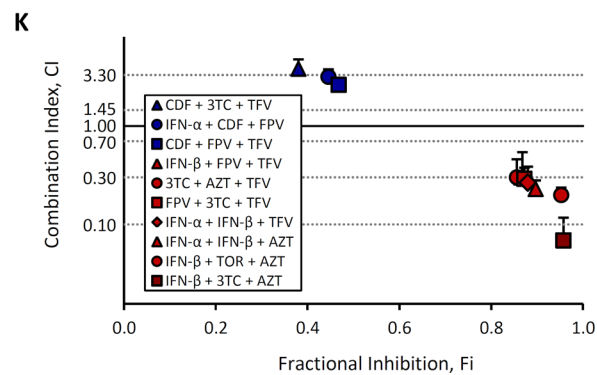 K
Combination Index, CI
3.30
1.45
1.00
0.70
0.30
0.10
CDF + 3TC + TFV
IFN-α + CDF + FPV
CDF + FPV + TFV
IFN-β + FPV + TFV
3TC + AZT + TFV
FPV + 3TC + TFV
IFN-α + IFN-β + TFV
IFN-α + IFN-β + AZT
IFN-β + TOR + AZT
IFN-β + 3TC + AZT
0.0 0.2 0.4 0.6 0.8 1.0
Fractional Inhibition, Fi